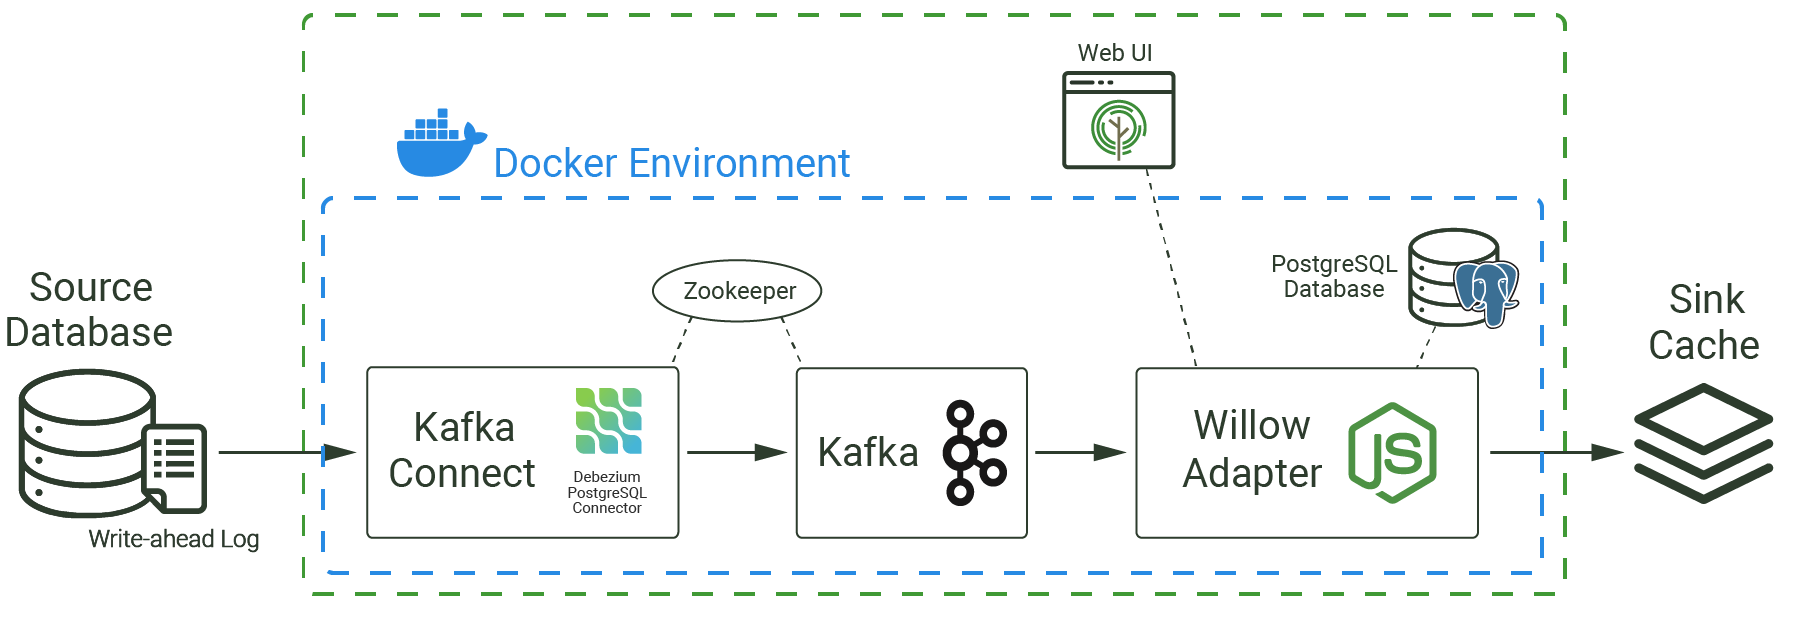 Web UI
Docker Environment
PostgreSQL
Database
Source
Database
Zookeeper
Sink
Cache
Kafka
Connect
Debezium
PostgreSQL
Connector
Kafka
Willow
Adapter
JS
Write-ahead Log